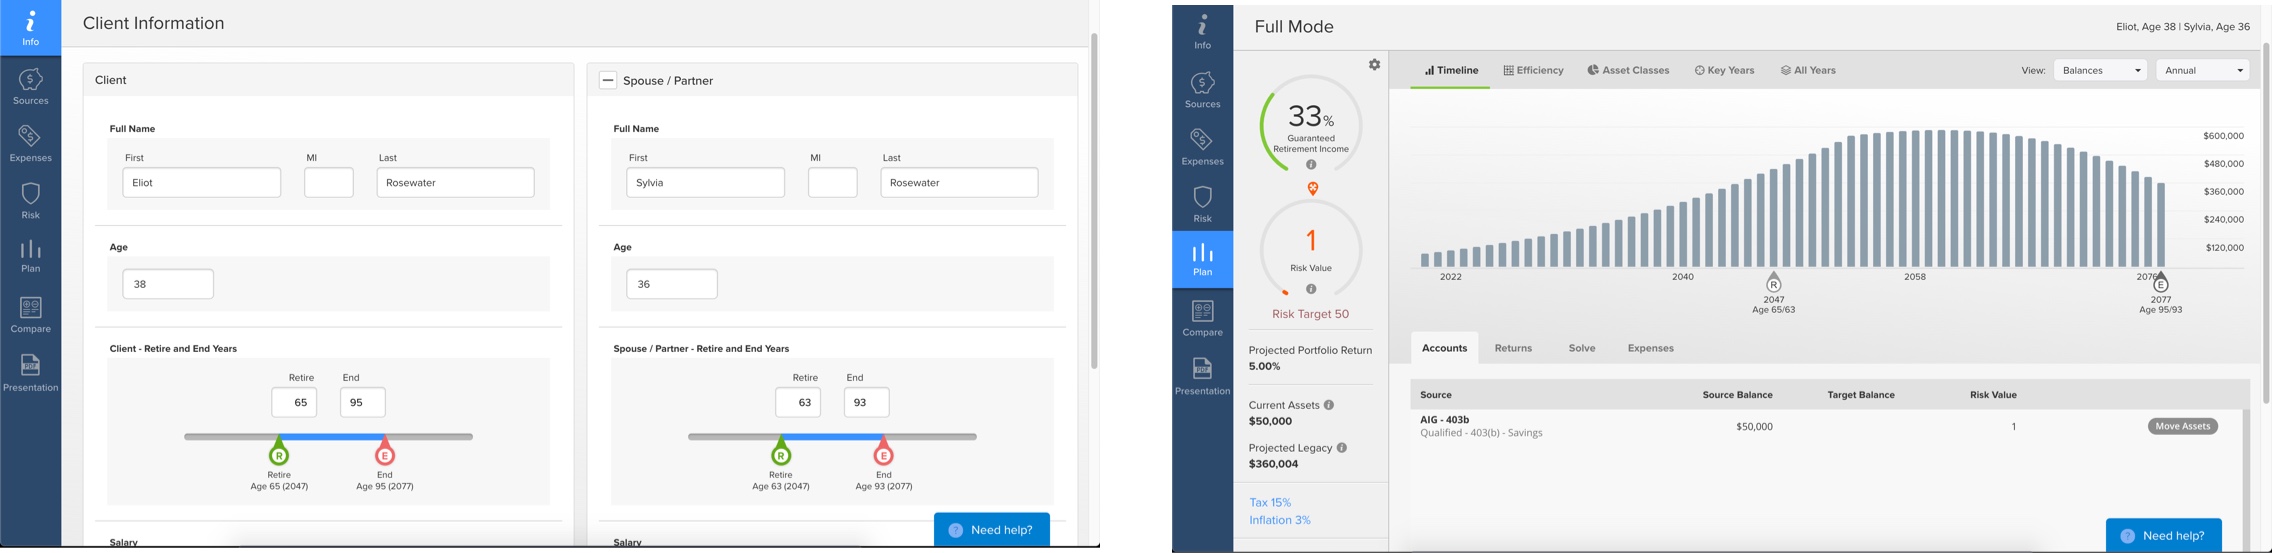 Info
Sources
Expenses
Risk
Plan
Compare
PDF
Presentation
Client Information
Client
Full Name
First
MI
Last
Eliot
Rosewater
Age
38
Client - Retire and End Years
Retire
End
65
95
R
E
Retire
End
Age 65 (2047)
Age 95 (2077)
Salary
Spouse / Partner
Full Name
First
MI
Last
Sylvia
Rosewater
Age
36
Spouse / Partner - Retire and End Years
Retire
End
63
93
R
E
Retire
End
Age 63 (2047)
Age 93 (2077)
Salary
? Need help?
Info
Sources
Expenses
Risk
Plan
Compare
PDF
Presentation
Full Mode
Eliot, Age 38 | Sylvia, Age 36
33%
Guaranteed
Retirement Income
1
Risk Value
Risk Target 50
Projected Portfolio Return
5.00%
Current Assets
$50,000
Projected Legacy
$360,004
Tax 15%
Inflation 3%
Timeline
Efficiency
Asset Classes
Key Years
All Years
View:
Balances
Annual
$600,000
$480,000
$360,000
$240,000
$120,000
2022
2040
2058
2076
R
2047
Age 65/63
E
2077
Age 95/93
Accounts
Returns
Solve
Expenses
Source
Source Balance
Target Balance
Risk Value
AIG - 403b
Qualified - 403(b) - Savings
$50,000
1
Move Assets
? Need help?